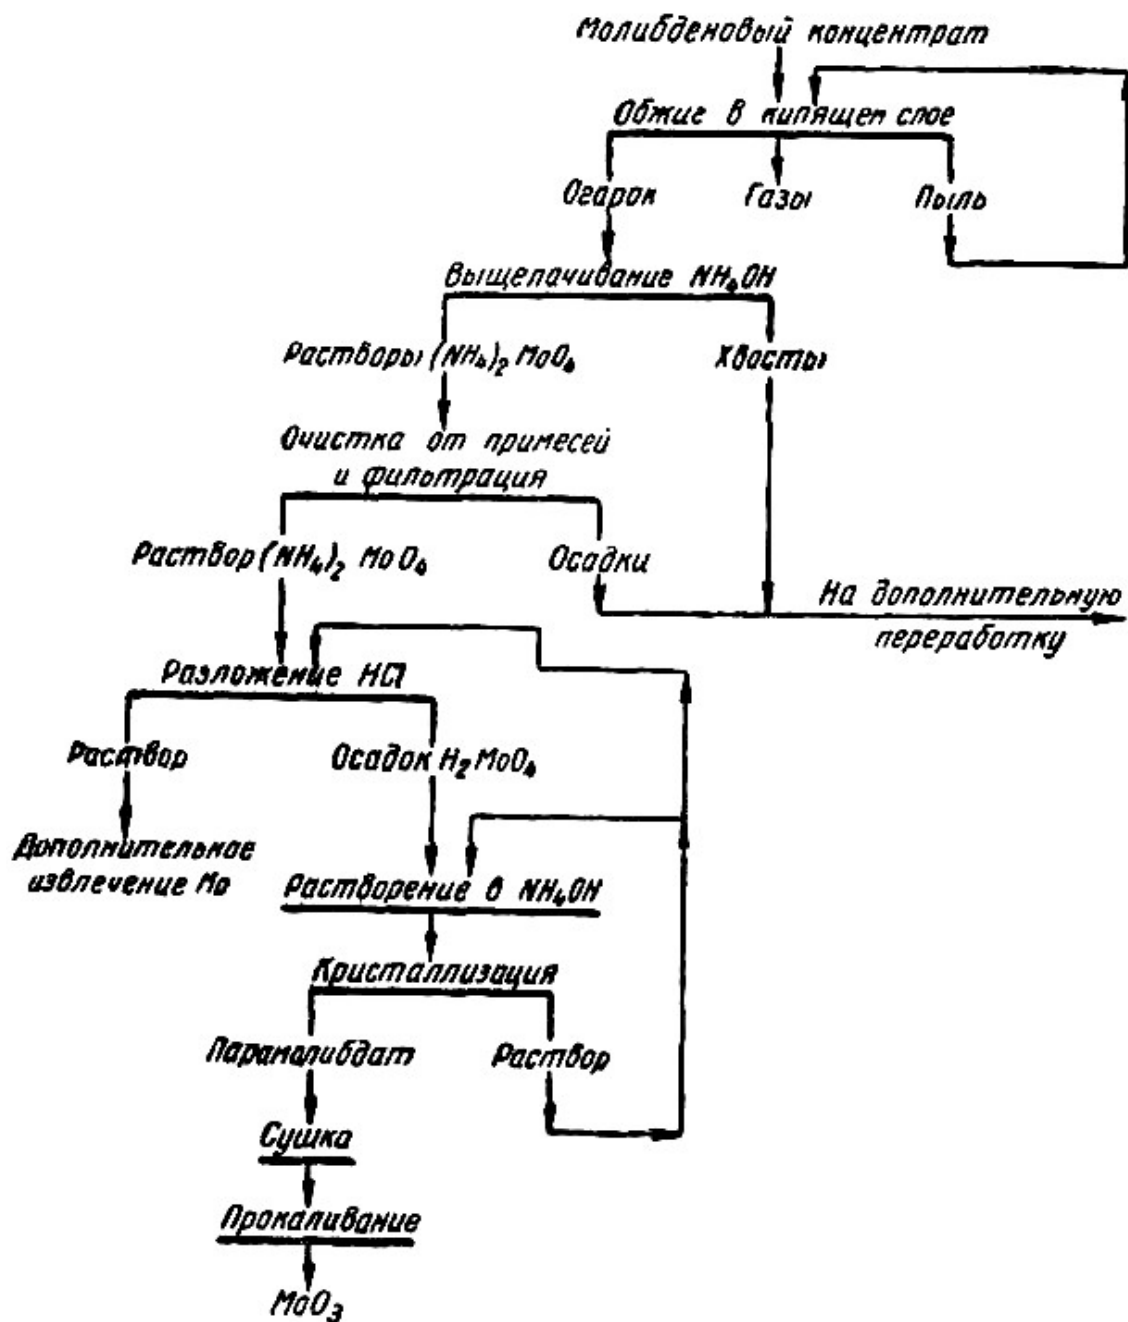 Молибденовый концентрат
Обжиг в кипящем слое
Огарок
Газы
Пыль
Выщелачивание NH₄OH
Растворы (NH₄)₂ MoO₄
Хвосты
Очистка от примесей
и фильтрация
Раствор (NH₄)₂ MoO₄
Осадки
На дополнительную
переработку
Разложение HCl
Раствор
Осадок H₂MoO₄
Дополнительное
извлечение Mo
Растворение в NH₄OH
Кристаллизация
Парамолибдат
Раствор
Сушка
Прокаливание
MoO₃